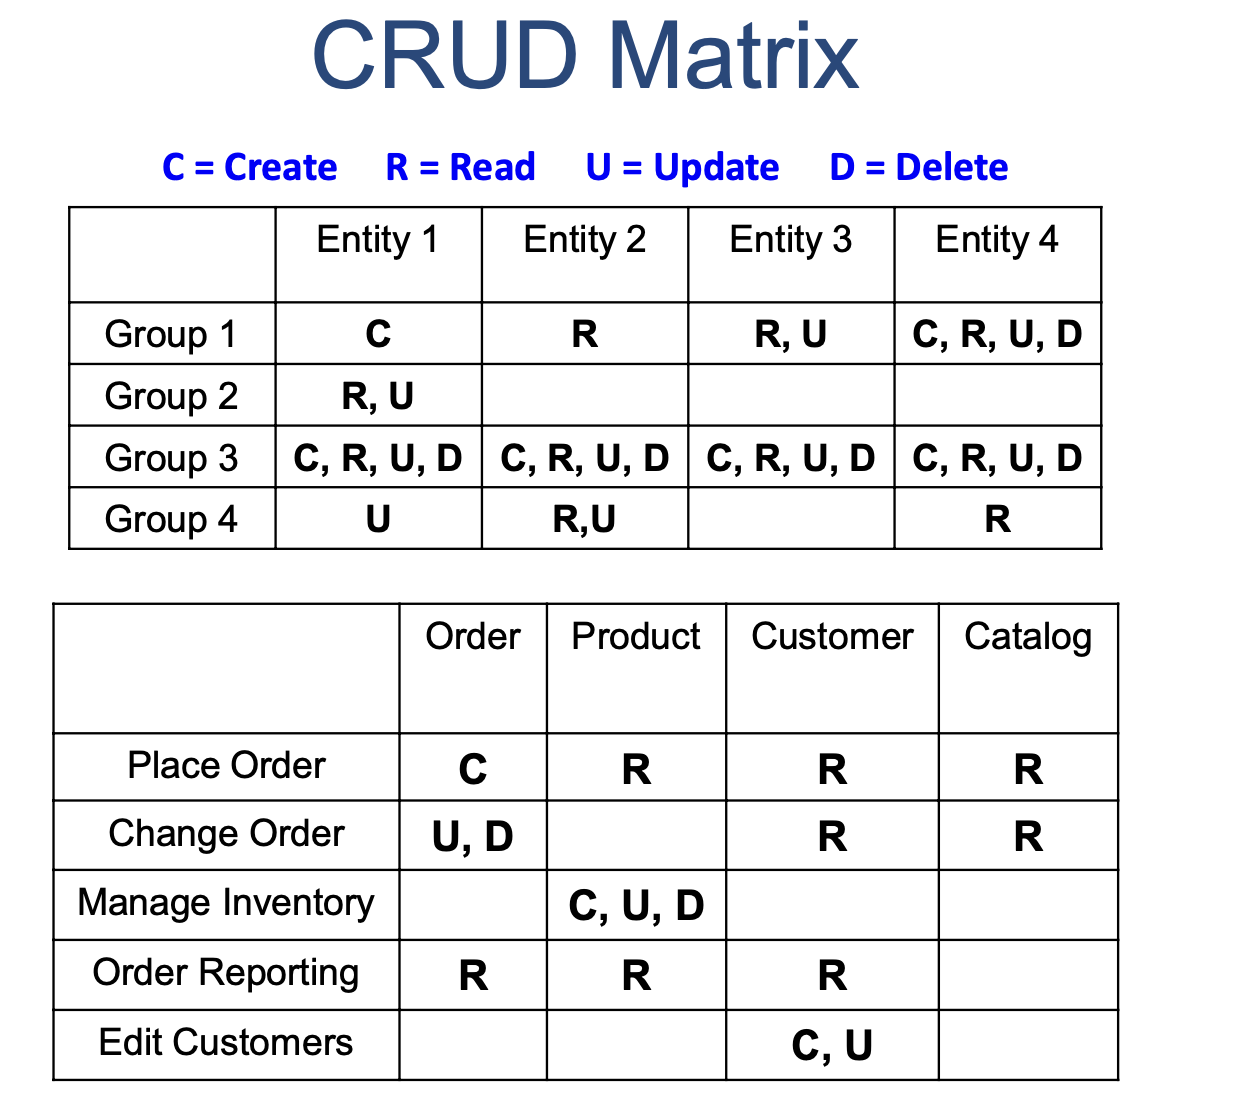 CRUD Matrix
C = Create R = Read U = Update D = Delete
Entity 1 Entity 2 Entity 3 Entity 4
Group 1 C R R, U C, R, U, D
Group 2 R, U
Group 3 C, R, U, D C, R, U, D C, R, U, D C, R, U, D
Group 4 U R,U R
Order Product Customer Catalog
Place Order C R R R
Change Order U, D R R
Manage Inventory C, U, D
Order Reporting R R R
Edit Customers C, U